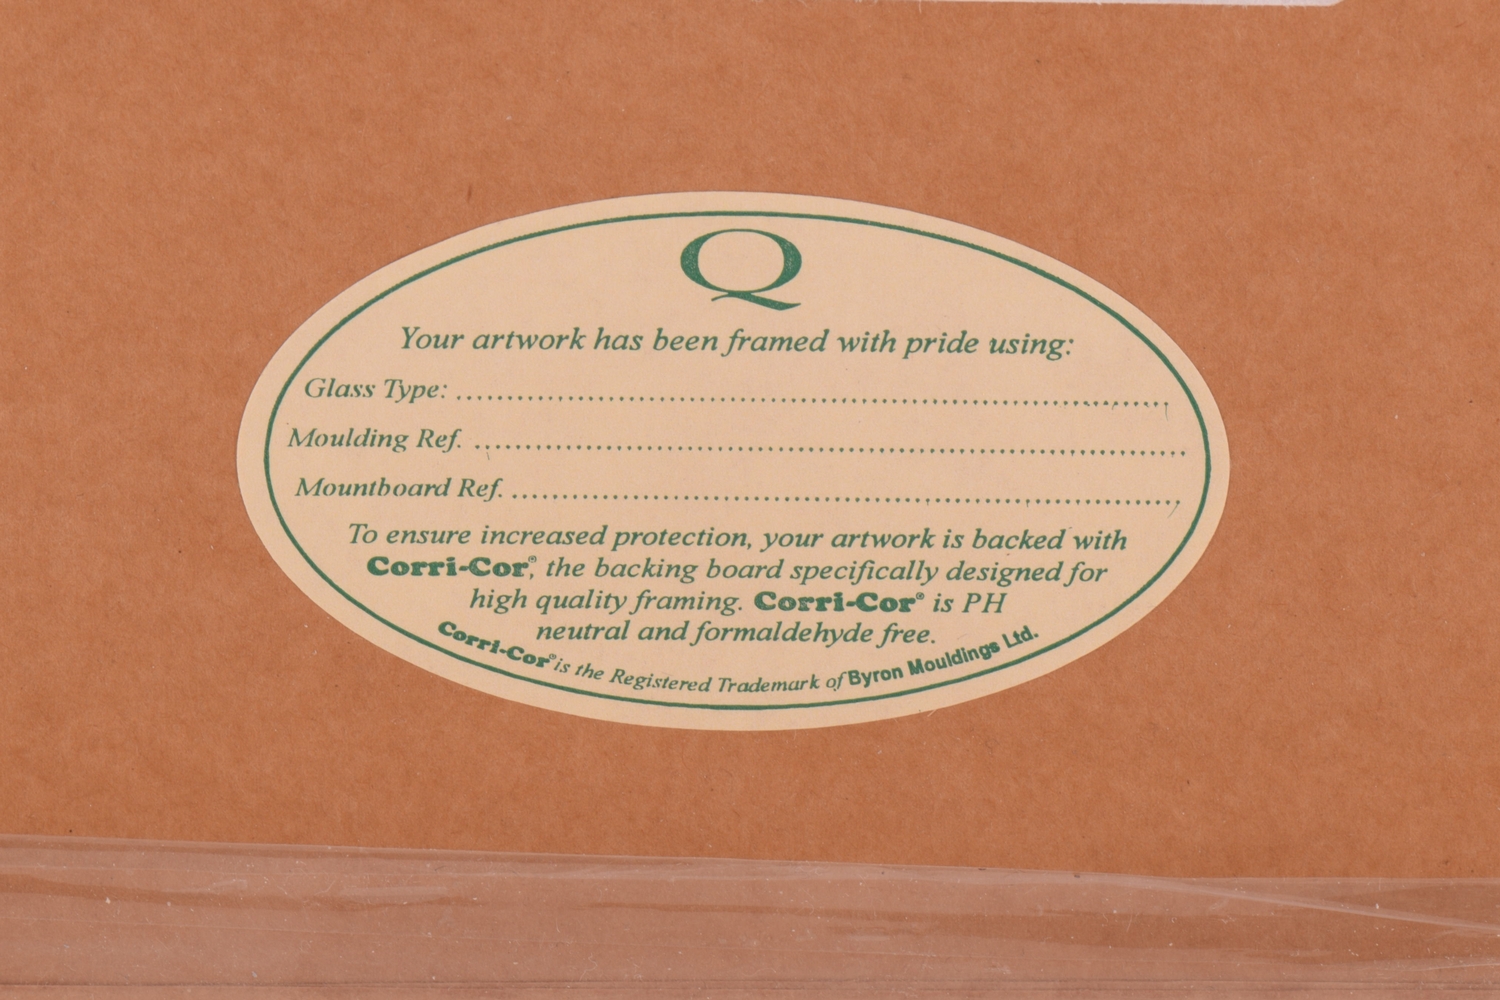 Q
Your artwork has been framed with pride using:
Glass Type: ................................................................................
Moulding Ref. ................................................................................
Mountboard Ref. ................................................................................
To ensure increased protection, your artwork is backed with
Corri-Cor®, the backing board specifically designed for
high quality framing. Corri-Cor® is PH
neutral and formaldehyde free.
Corri-Cor® is the Registered Trademark of Byron Mouldings Ltd.